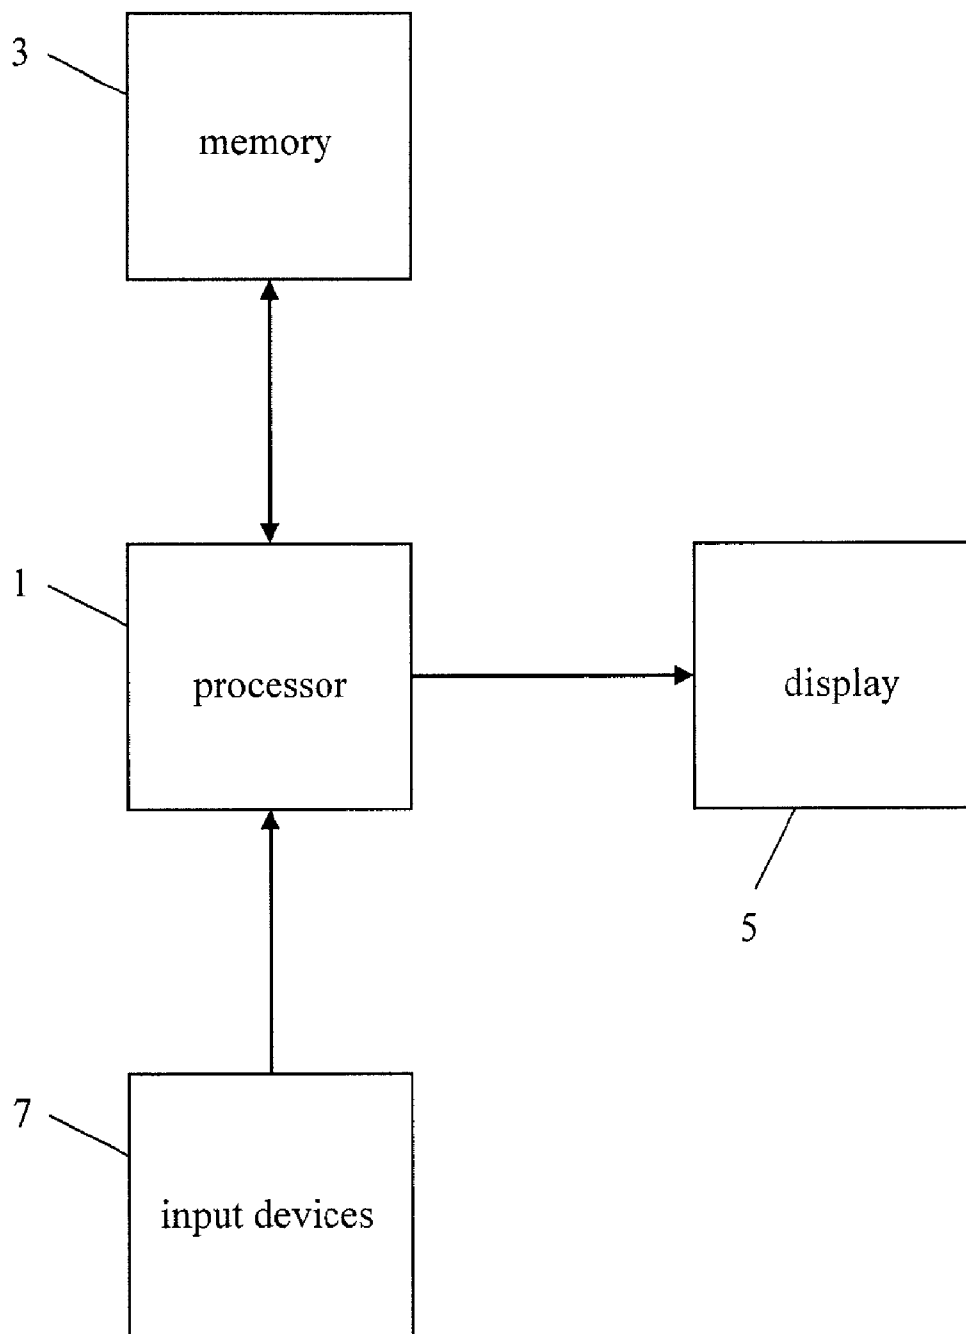 3
memory
1
processor
display
5
7
input devices